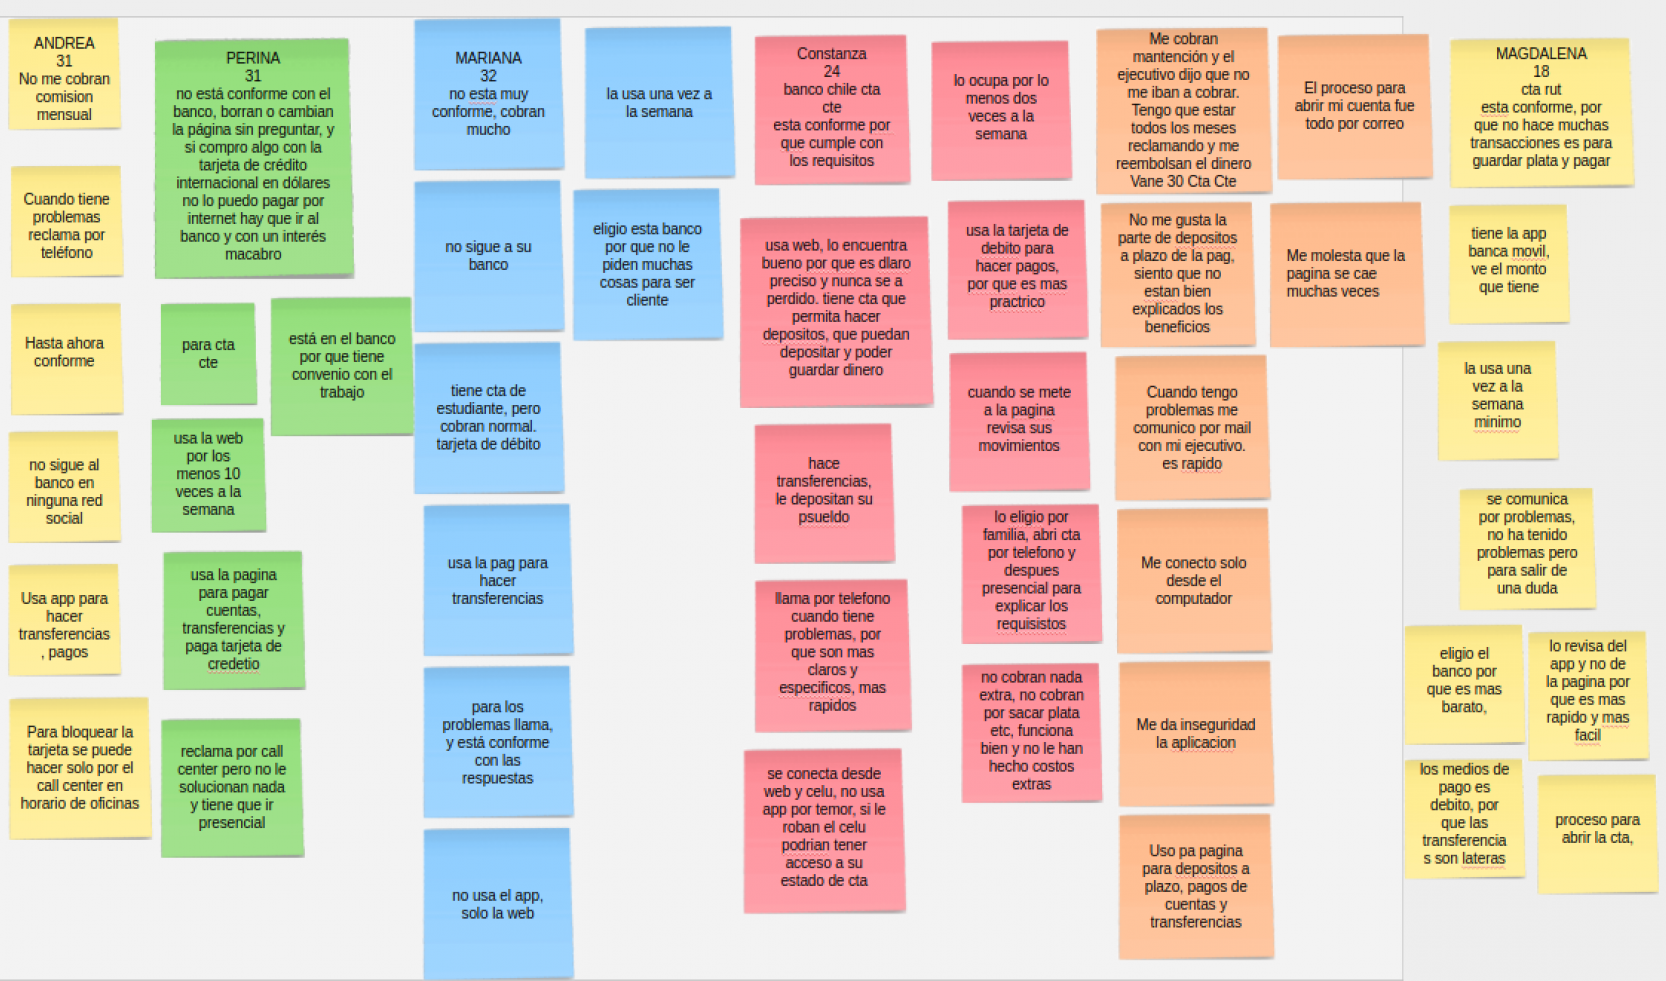 ANDREA
31
No me cobran
comision
mensual
Cuando tiene
problemas
reclama por
teléfono
Hasta ahora
conforme
no sigue al
banco en
ninguna red
social
Usa app para
hacer
transferencias
, pagos
Para bloquear la
tarjeta se puede
hacer solo por el
call center en
horario de oficinas
PERINA
31
no está conforme con el
banco, borran o cambian
la página sin preguntar, y
si compro algo con la
tarjeta de crédito
internacional en dólares
no lo puedo pagar por
internet hay que ir al
banco y con un interés
macabro
para cta
cte
está en el banco
por que tiene
convenio con el
trabajo
usa la web
por los
menos 10
veces a la
semana
usa la pagina
para pagar
cuentas,
transferencias y
paga tarjeta de
credetio
reclama por call
center pero no le
solucionan nada
y tiene que ir
presencial
MARIANA
32
no esta muy
conforme, cobran
mucho
la usa una vez a
la semana
no sigue a su
banco
eligio esta banco
por que no le
piden muchas
cosas para ser
cliente
tiene cta de
estudiante, pero
cobran normal.
tarjeta de débito
usa la pag para
hacer
transferencias
para los
problemas llama,
y está conforme
con las
respuestas
no usa el app,
solo la web
Constanza
24
banco chile cta
cte
esta conforme por
que cumple con
los requisitos
lo ocupa por lo
menos dos
veces a la
semana
usa web, lo encuentra
bueno por que es dlaro
preciso y nunca se a
perdido. tiene cta que
permita hacer
depositos, que puedan
depositar y poder
guardar dinero
usa la tarjeta de
debito para
hacer pagos,
por que es mas
practrico
hace
transferencias,
le depositan su
psueldo
cuando se mete
a la pagina
revisa sus
movimientos
llama por telefono
cuando tiene
problemas, por
que son mas
claros y
especificos, mas
rapidos
lo eligio por
familia, abri cta
por telefono y
despues
presencial para
explicar los
requisistos
se conecta desde
web y celu, no usa
app por temor, si le
roban el celu
podrian tener
acceso a su
estado de cta
no cobran nada
extra, no cobran
por sacar plata
etc, funciona
bien y no le han
hecho costos
extras
Me cobran
mantención y el
ejecutivo dijo que no
me iban a cobrar.
Tengo que estar
todos los meses
reclamando y me
reembolsan el dinero
Vane 30 Cta Cte
El proceso para
abrir mi cuenta fue
todo por correo
No me gusta la
parte de depositos
a plazo de la pag,
siento que no
estan bien
explicados los
beneficios
Me molesta que la
pagina se cae
muchas veces
Cuando tengo
problemas me
comunico por mail
con mi ejecutivo.
es rapido
Me conecto solo
desde el
computador
Me da inseguridad
la aplicacion
Uso pa pagina
para depositos a
plazo, pagos de
cuentas y
transferencias
MAGDALENA
18
cta rut
esta conforme, por
que no hace muchas
transacciones es para
guardar plata y pagar
tiene la app
banca movil,
ve el monto
que tiene
la usa una
vez a la
semana
minimo
se comunica
por problemas,
no ha tenido
problemas pero
para salir de
una duda
eligio el
banco por
que es mas
barato,
lo revisa del
app y no de
la pagina por
que es mas
rapido y mas
facil
los medios de
pago es
debito, por
que las
transferencia
s son lateras
proceso para
abrir la cta,